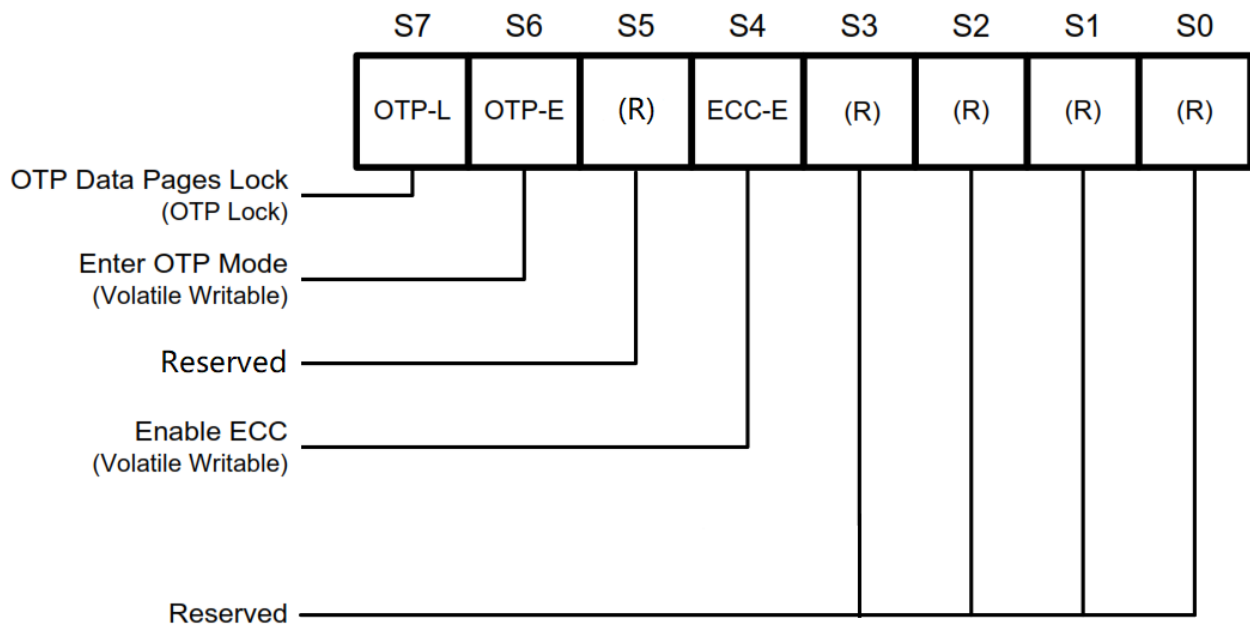 S7 S6 S5 S4 S3 S2 S1 S0
OTP-L OTP-E (R) ECC-E (R) (R) (R) (R)
OTP Data Pages Lock
(OTP Lock)
Enter OTP Mode
(Volatile Writable)
Reserved
Enable ECC
(Volatile Writable)
Reserved